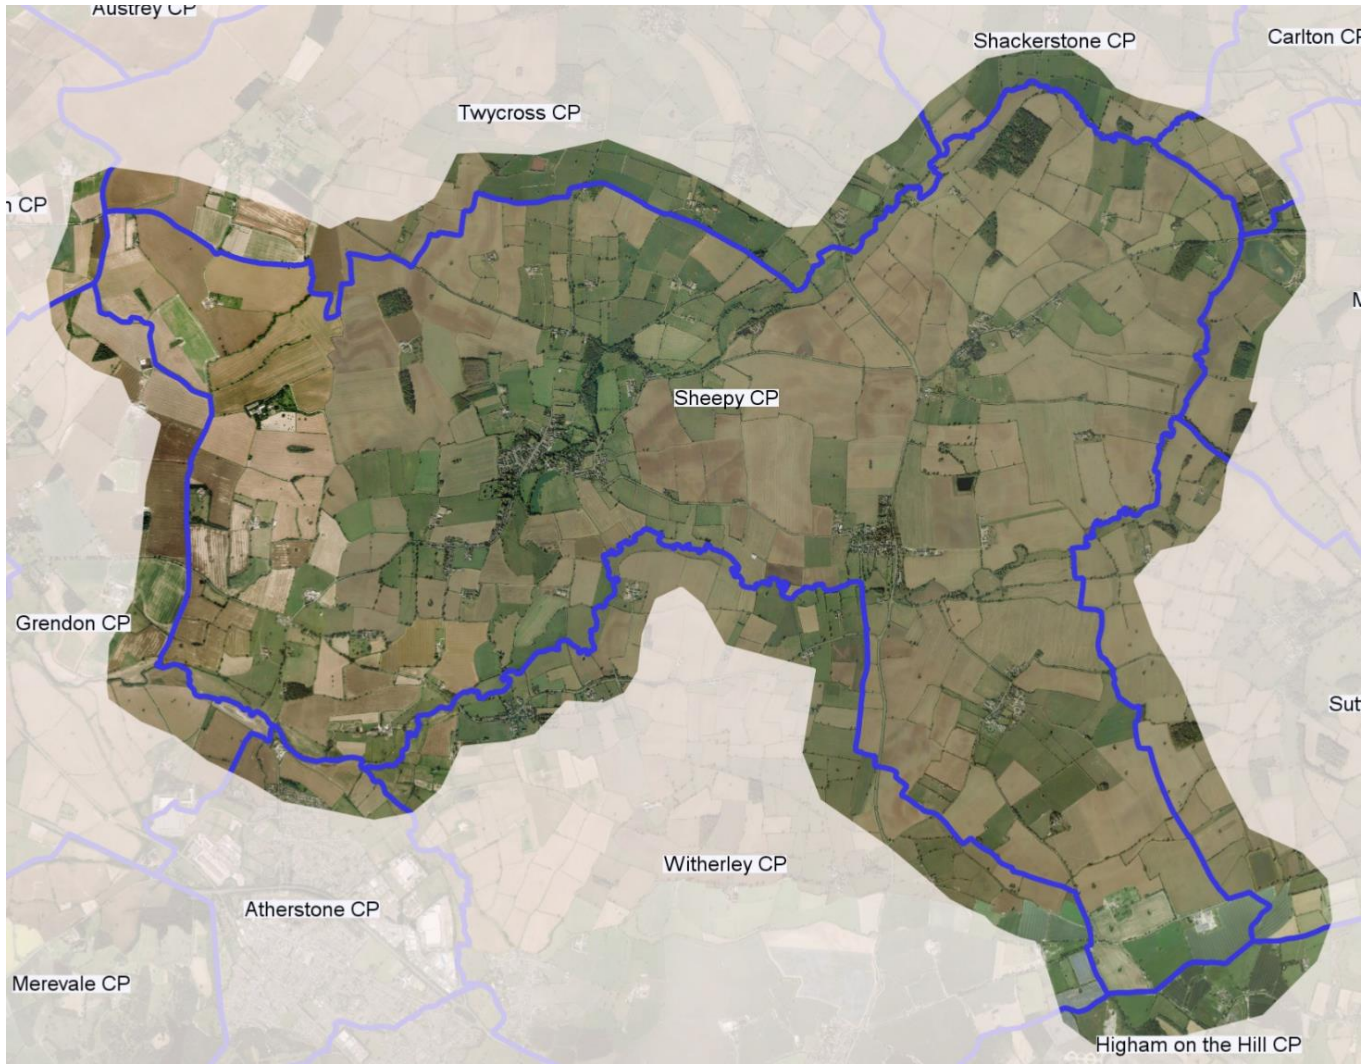 Austrey CP
Shackerstone CP
Carlton CP
Twycross CP
CP
Sheepy CP
Grendon CP
Witherley CP
Atherstone CP
Merevale CP
Higham on the Hill CP